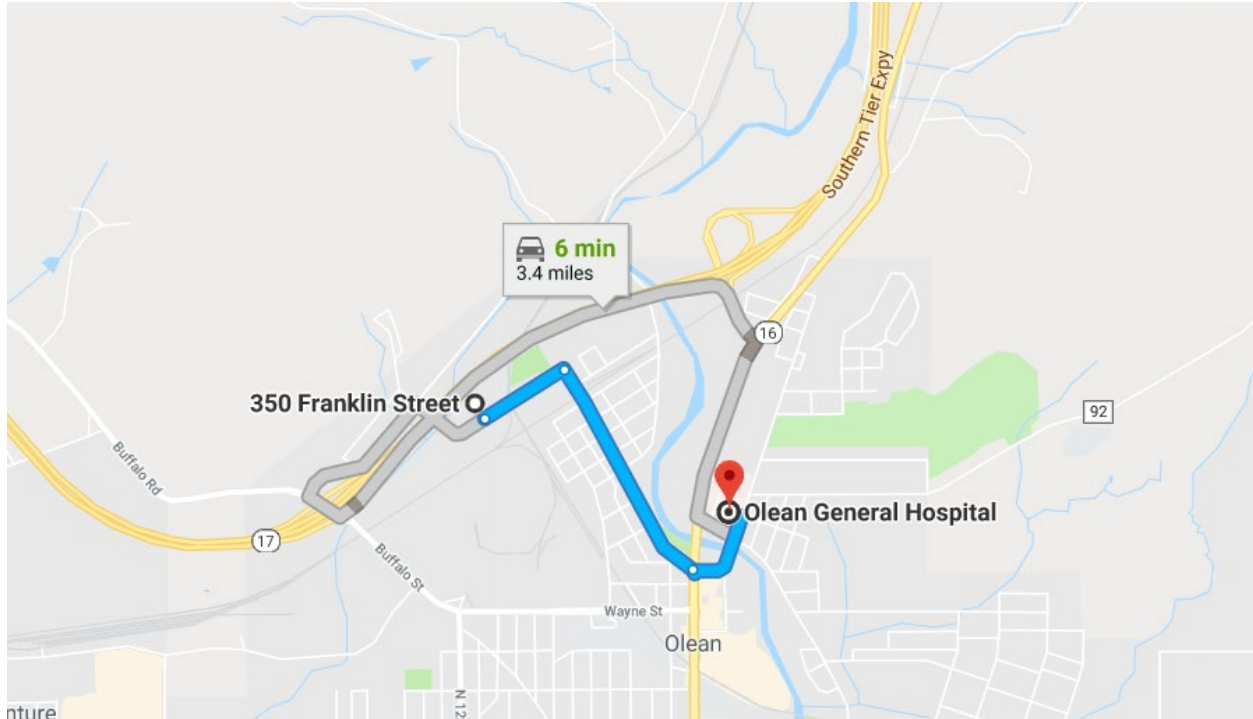 Southern Tier Expy
6 min
3.4 miles
16
350 Franklin Street
92
Buffalo Rd
Olean General Hospital
17
Buffalo St
Wayne St
Olean
N 12
nture